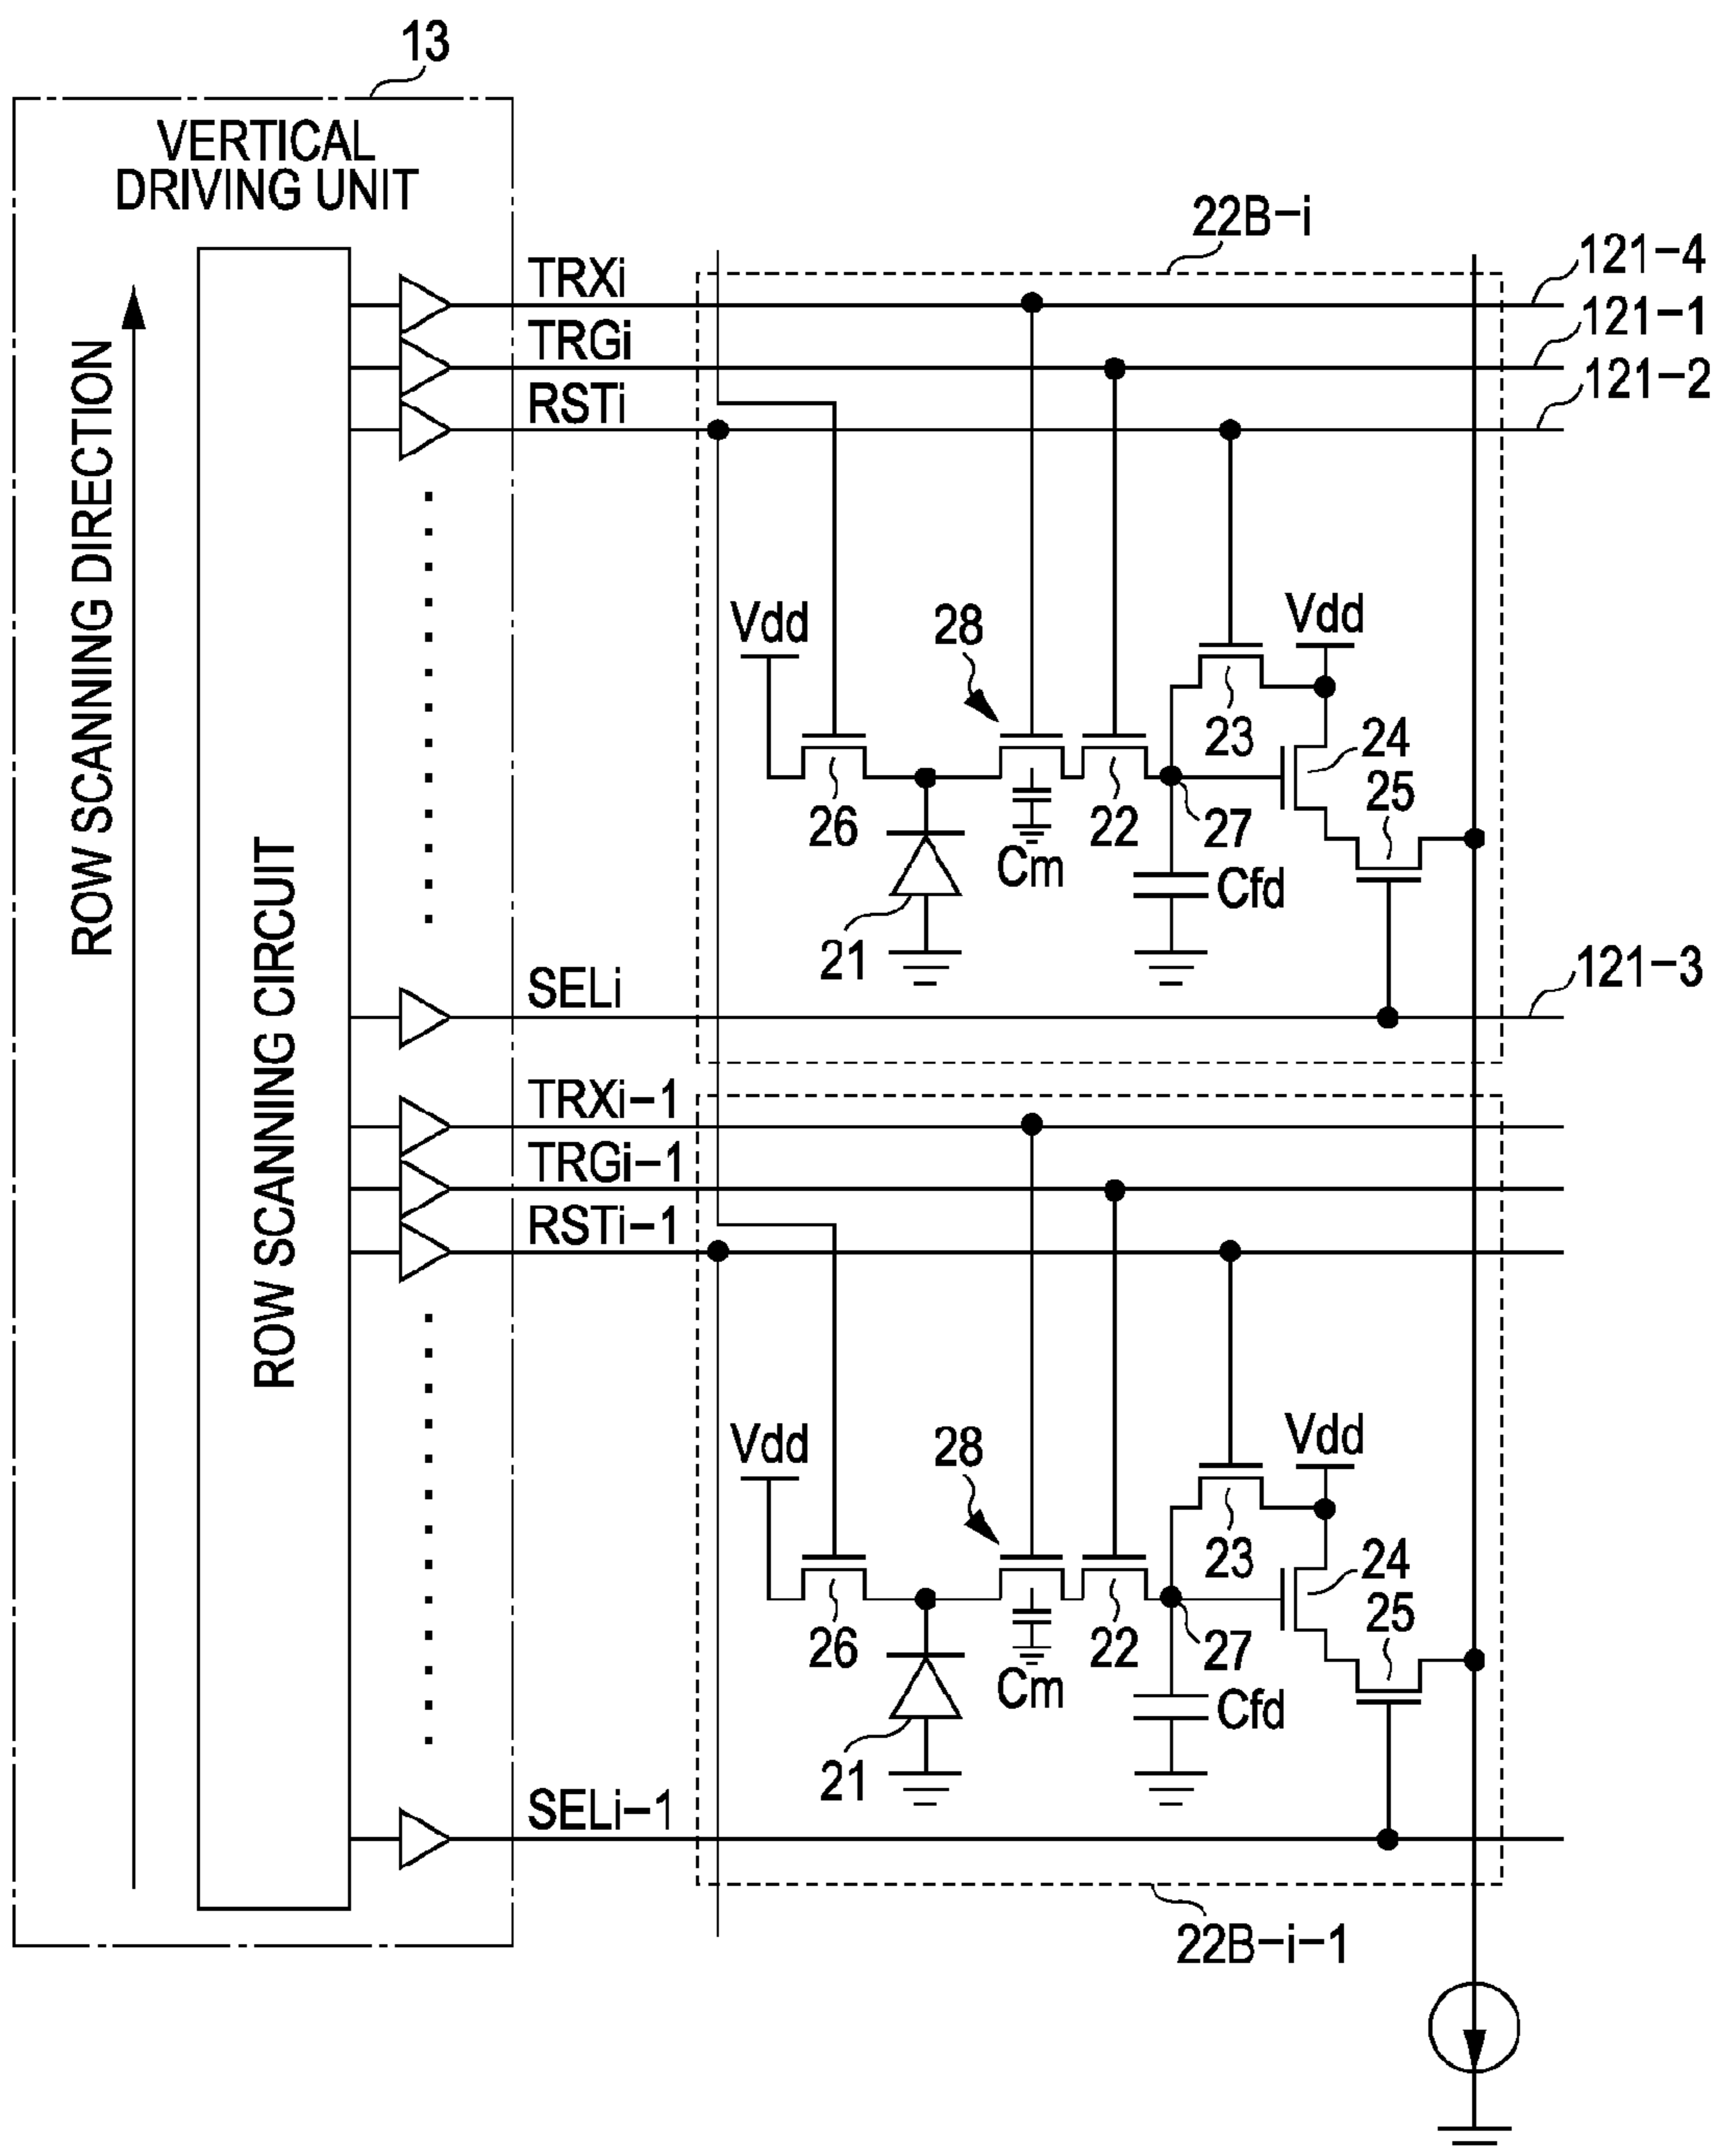 13
VERTICAL
DRIVING UNIT
ROW SCANNING DIRECTION
ROW SCANNING CIRCUIT
22B-i
TRXi
121-4
TRGi
121-1
RSTi
121-2
Vdd
28
Vdd
23
24
26
22
27
25
Cm
Cfd
21
SELi
121-3
TRXi-1
TRGi-1
RSTi-1
Vdd
28
Vdd
23
24
26
22
27
25
Cm
Cfd
21
SELi-1
22B-i-1